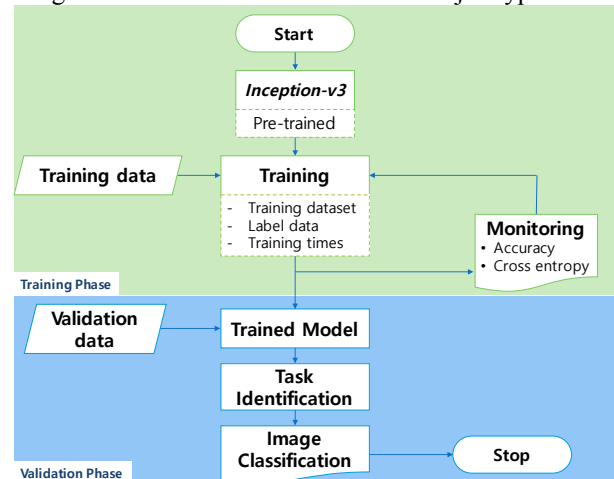 Start
Inception-v3
Pre-trained
Training data
Training
- Training dataset
- Label data
- Training times
Monitoring
• Accuracy
• Cross entropy
Training Phase
Validation
data
Trained Model
Task
Identification
Image
Classification
Stop
Validation Phase